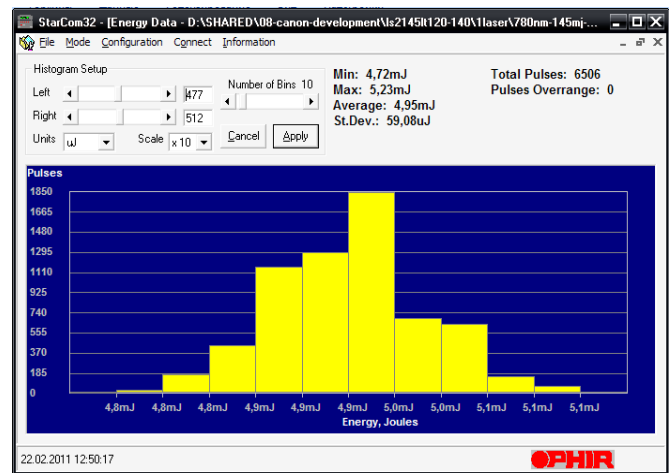 StarCom32 - [Energy Data - D:\SHARED\08-canon-development\ls2145lt120-140\1laser\780nm-145mj-...
File Mode Configuration Connect Information
Histogram Setup
Left 477
Number of Bins 10
Right 512
Units uJ
Scale x 10
Cancel
Apply
Min: 4,72mJ
Max: 5,23mJ
Average: 4,95mJ
St.Dev.: 59,08uJ
Total Pulses: 6506
Pulses Overrange: 0
Pulses
1850
1665
1480
1295
1110
925
740
555
370
185
0
4,8mJ 4,8mJ 4,8mJ 4,9mJ 4,9mJ 4,9mJ 5,0mJ 5,0mJ 5,1mJ 5,1mJ 5,1mJ
Energy, Joules
22.02.2011 12:50:17
OPHIR